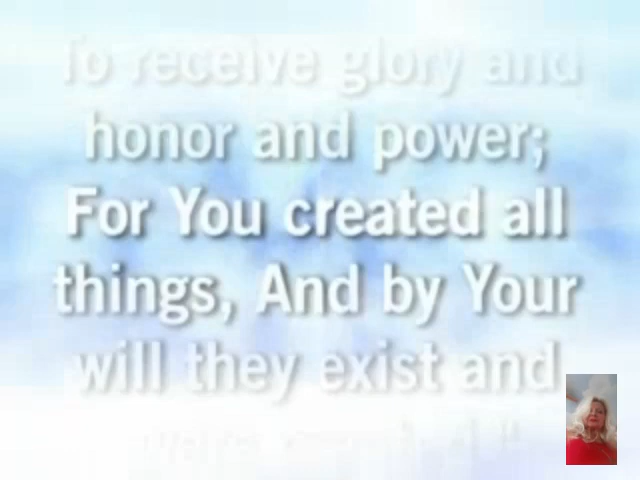 To receive glory and
honor and power;
For You created all
things, And by Your
will they exist and
were